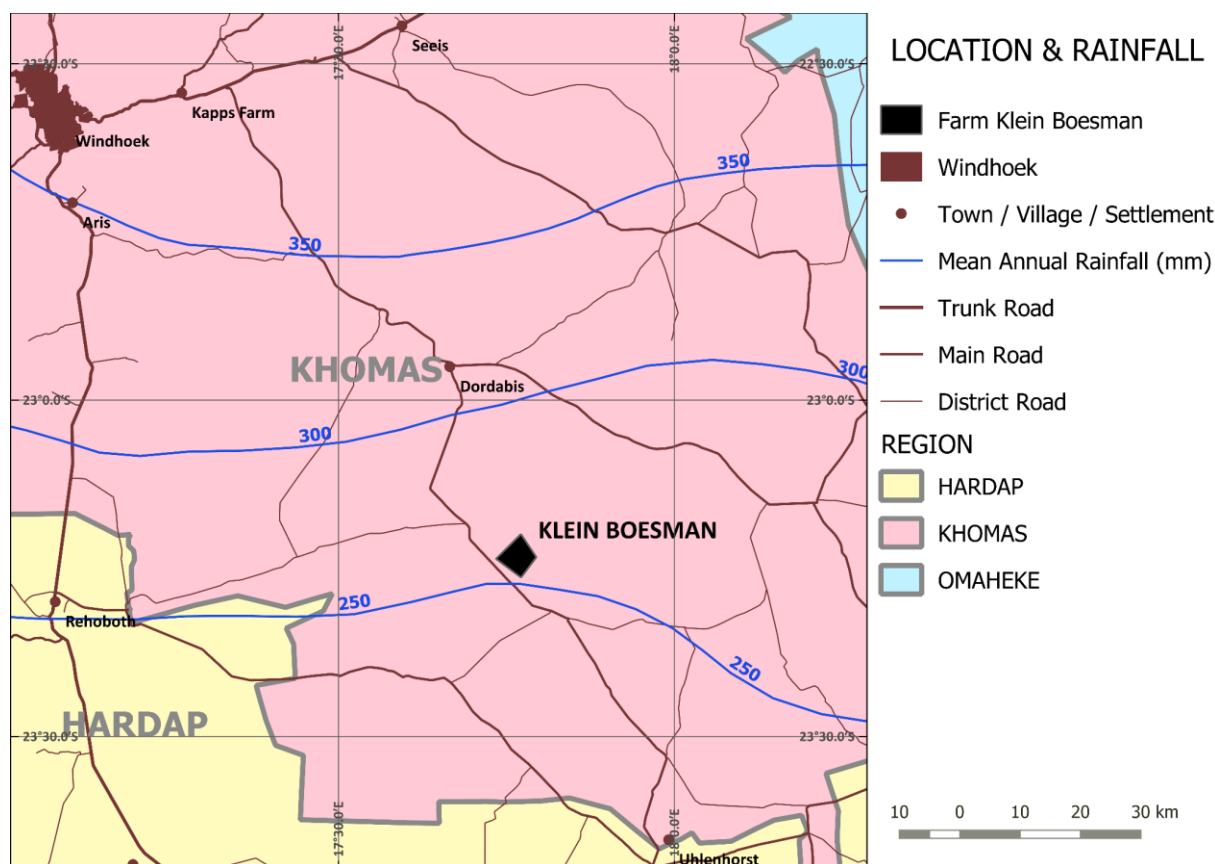 Seeis
22°30.0'S
17°30.0'E
18°0.0'E
22°30.0'S
Kapps Farm
Windhoek
350
350
Aris
KHOMAS
Dordabis
300
23°0.0'S
23°0.0'S
300
KLEIN BOESMAN
250
Rehoboth
250
HARDAP
23°30.0'S
23°30.0'S
17°30.0'E
18°0.0'E
Uhlenhorst
LOCATION & RAINFALL
Farm Klein Boesman
Windhoek
Town / Village / Settlement
Mean Annual Rainfall (mm)
Trunk Road
Main Road
District Road
REGION
HARDAP
KHOMAS
OMAHEKE
10 0 10 20 30 km